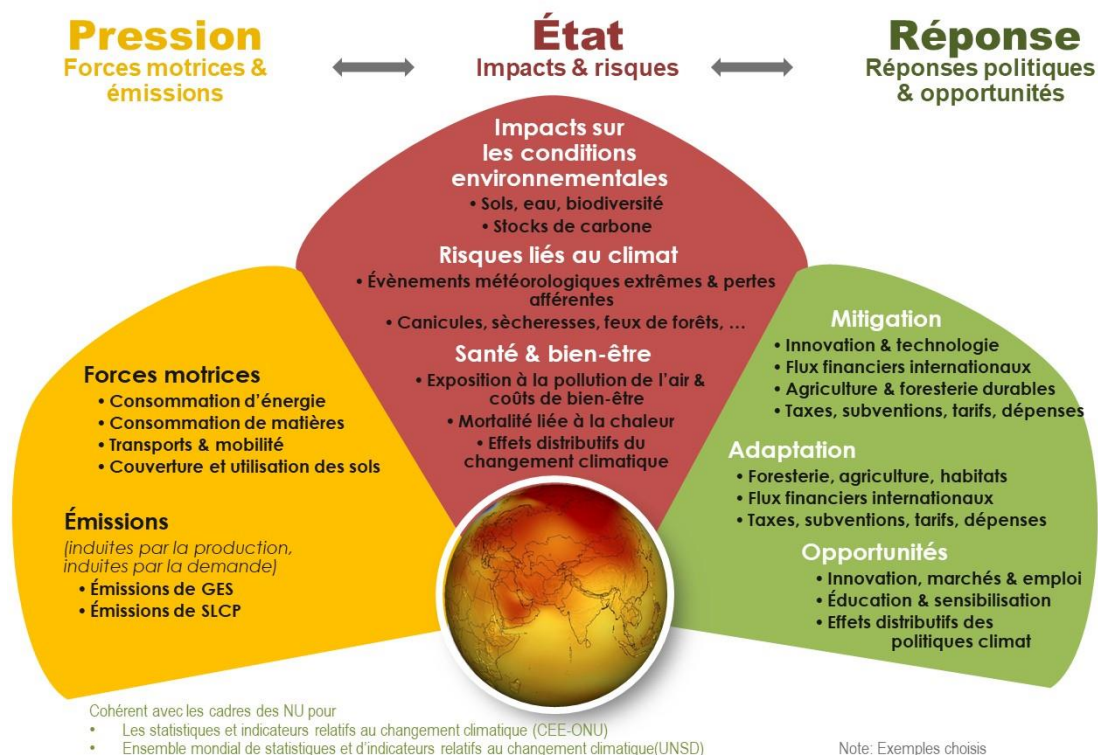 Pression
Forces motrices &
émissions
État
Impacts & risques
Réponse
Réponses politiques
& opportunités
Impacts sur
les conditions
environnementales
• Sols, eau, biodiversité
• Stocks de carbone
Risques liés au climat
• Évènements météorologiques extrêmes & pertes
afférentes
• Canicules, sècheresses, feux de forêts, …
Santé & bien-être
• Exposition à la pollution de l’air &
coûts de bien-être
• Mortalité liée à la chaleur
• Effets distributifs du
changement climatique
Forces motrices
• Consommation d’énergie
• Consommation de matières
• Transports & mobilité
• Couverture et utilisation des sols
Émissions
(induites par la production,
induites par la demande)
• Émissions de GES
• Émissions de SLCP
Mitigation
• Innovation & technologie
• Flux financiers internationaux
• Agriculture & foresterie durables
• Taxes, subventions, tarifs, dépenses
Adaptation
• Foresterie, agriculture, habitats
• Flux financiers internationaux
• Taxes, subventions, tarifs, dépenses
Opportunités
• Innovation, marchés & emploi
• Éducation & sensibilisation
• Effets distributifs des
politiques climat
Cohérent avec les cadres des NU pour
• Les statistiques et indicateurs relatifs au changement climatique (CEE-ONU)
• Ensemble mondial de statistiques et d’indicateurs relatifs au changement climatique(UNSD)
Note: Exemples choisis